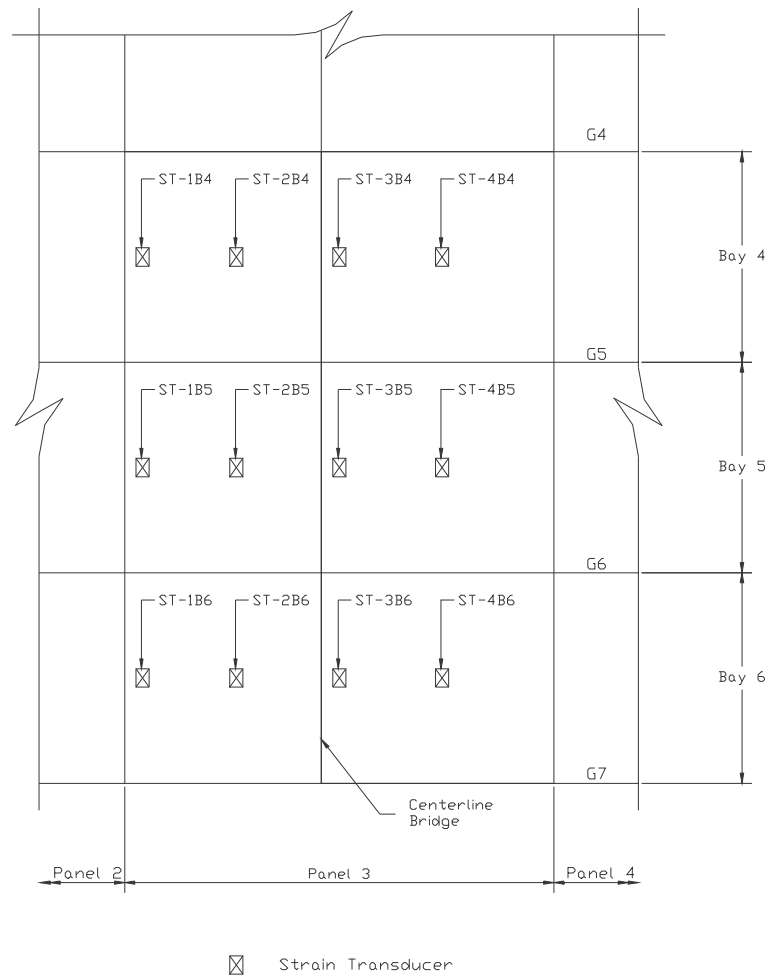 G4
ST-1B4 ST-2B4 ST-3B4 ST-4B4
Bay 4
G5
ST-1B5 ST-2B5 ST-3B5 ST-4B5
Bay 5
G6
ST-1B6 ST-2B6 ST-3B6 ST-4B6
Bay 6
G7
Centerline
Bridge
Panel 2 Panel 3 Panel 4
Strain Transducer